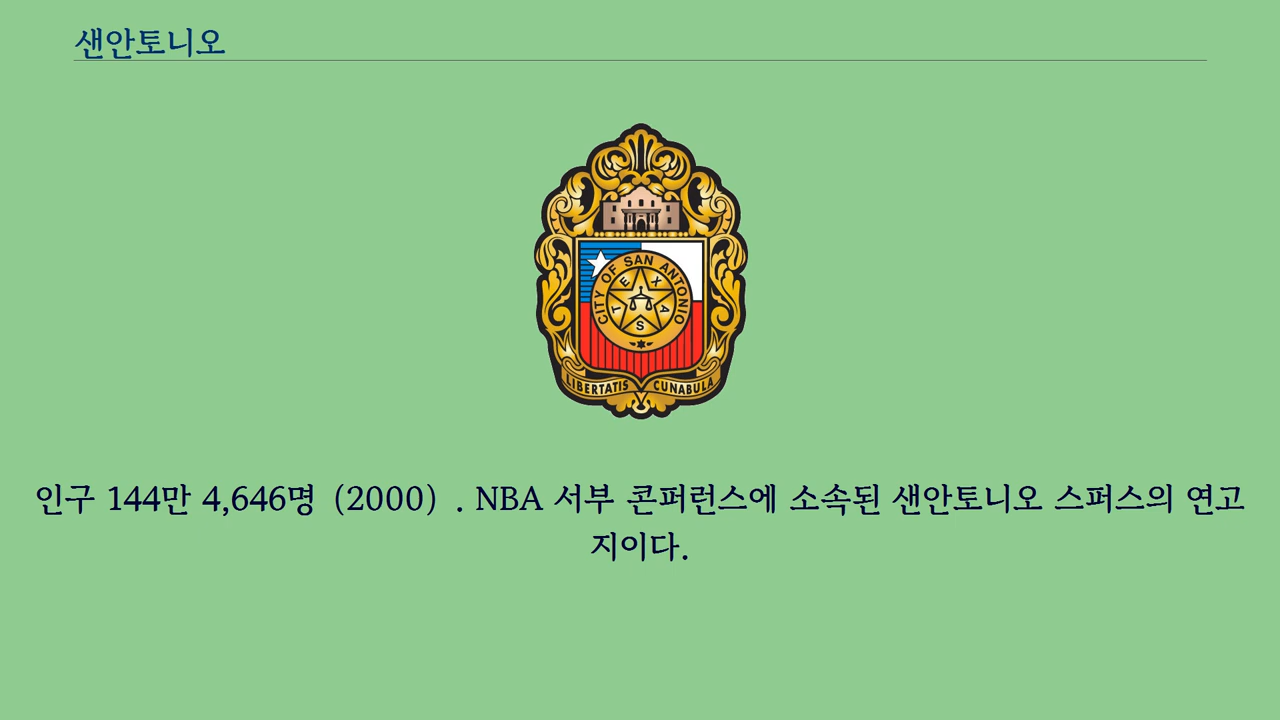 샌안토니오
CITY OF SAN ANTONIO
TEXAS
LIBERTATIS CUNABULA
인구 144만 4,646명 (2000) . NBA 서부 콘퍼런스에 소속된 샌안토니오 스퍼스의 연고
지이다.